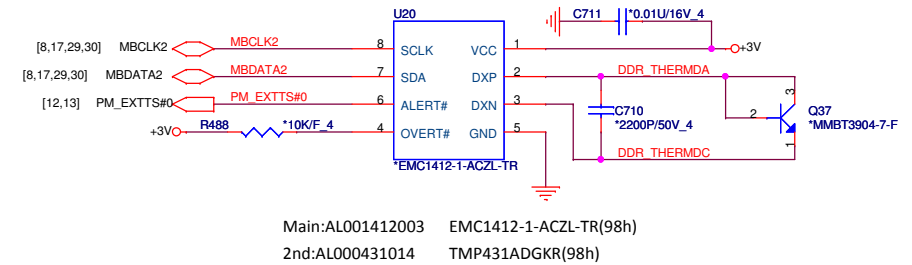 U20
C711 *0.01U/16V_4
[8,17,29,30] MBCLK2 MBCLK2 8 SCLK VCC 1 +3V
[8,17,29,30] MBDATA2 MBDATA2 7 SDA DXP 2 DDR_THERMDA
[12,13] PM_EXTTS#0 PM_EXTTS#0 6 ALERT# DXN 3 C710 2 3 Q37
*2200P/50V_4 *MMBT3904-7-F
+3V R488 *10K/F_4 4 OVERT# GND 5 1
DDR_THERMDC
*EMC1412-1-ACZL-TR
Main:AL001412003 EMC1412-1-ACZL-TR(98h)
2nd:AL000431014 TMP431ADGKR(98h)